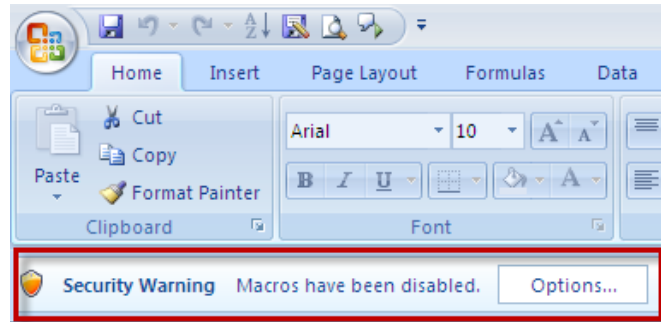 Home Insert Page Layout Formulas Data
Cut
Copy
Paste
Format Painter
Clipboard
Arial 10 A A
B I U A
Font
Security Warning Macros have been disabled. Options...